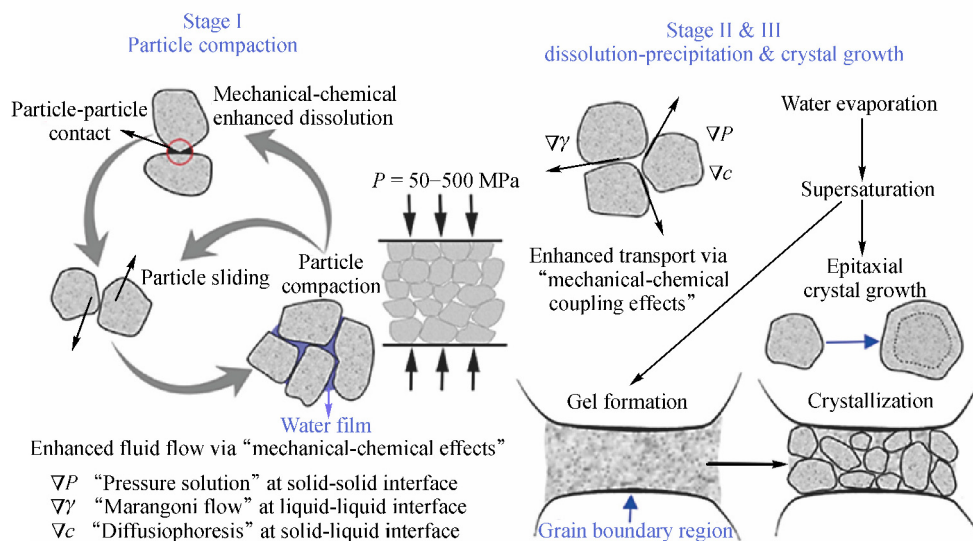 Stage I
Particle compaction
Particle-particle
contact
Mechanical-chemical
enhanced dissolution
Particle sliding
Particle
compaction
P = 50–500 MPa
Water film
Enhanced fluid flow via “mechanical-chemical effects”
∇P “Pressure solution” at solid-solid interface
∇γ “Marangoni flow” at liquid-liquid interface
∇c “Diffusiophoresis” at solid-liquid interface
Stage II & III
dissolution-precipitation & crystal growth
∇γ
∇P
∇c
Enhanced transport via
“mechanical-chemical
coupling effects”
Water evaporation
Supersaturation
Epitaxial
crystal growth
Gel formation
Crystallization
Grain boundary region